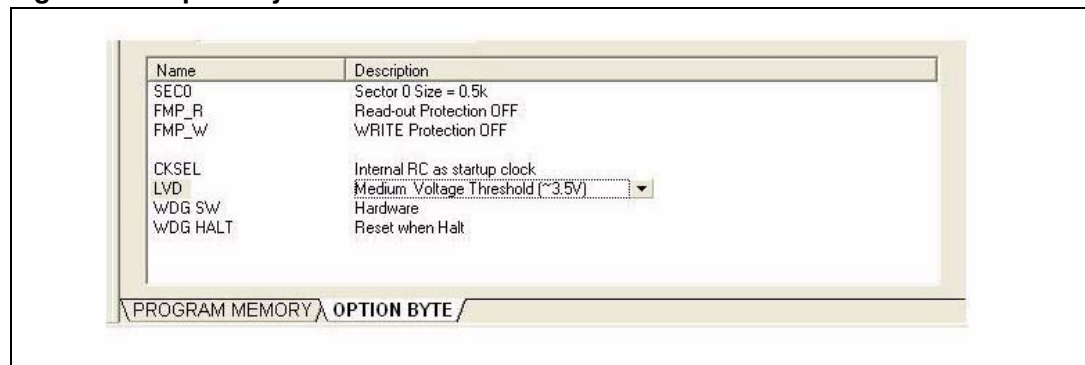 Name Description
SEC0 Sector 0 Size = 0.5k
FMP_R Read-out Protection OFF
FMP_W WRITE Protection OFF
CKSEL Internal RC as startup clock
LVD Medium Voltage Threshold (~3.5V)
WDG SW Hardware
WDG HALT Reset when Halt
PROGRAM MEMORY OPTION BYTE